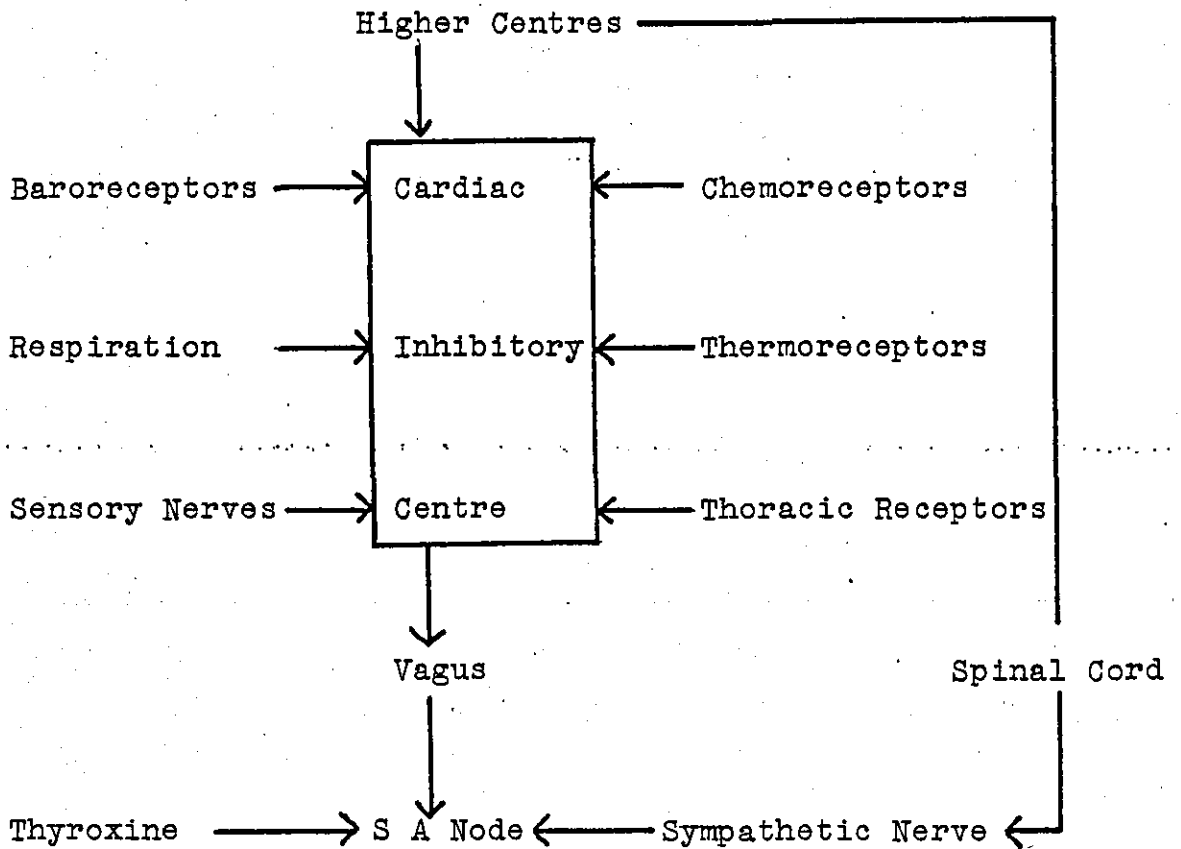 Higher Centres
Baroreceptors Cardiac Chemoreceptors
Respiration Inhibitory Thermoreceptors
Sensory Nerves Centre Thoracic Receptors
Vagus Spinal Cord
Thyroxine S A Node Sympathetic Nerve